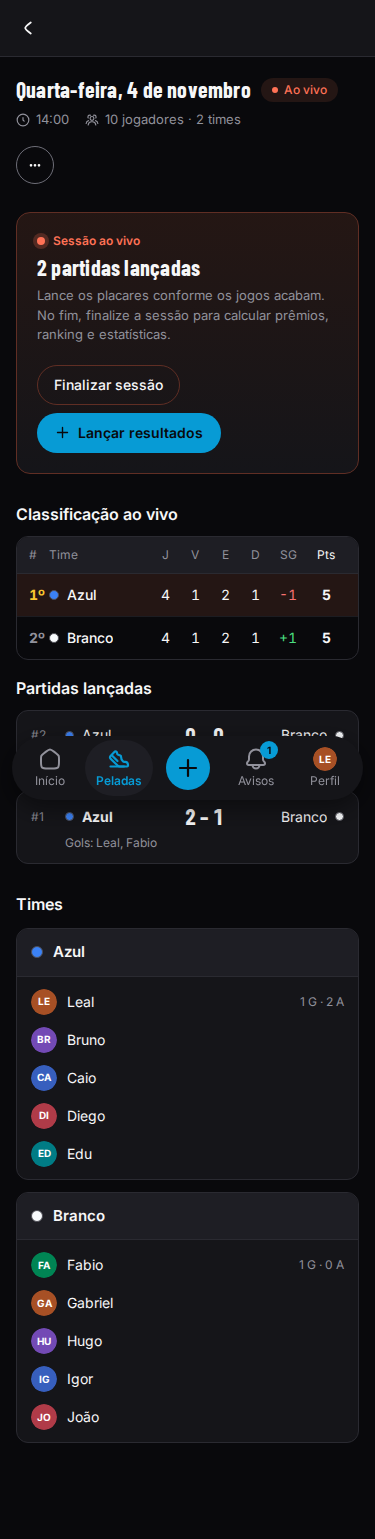 Quarta-feira, 4 de novembro
Ao vivo
14:00 10 jogadores · 2 times
Sessão ao vivo
2 partidas lançadas
Lance os placares conforme os jogos acabam.
No fim, finalize a sessão para calcular prêmios,
ranking e estatísticas.
Finalizar sessão
+ Lançar resultados
Classificação ao vivo
# Time J V E D SG Pts
1º Azul 4 1 2 1 -1 5
2º Branco 4 1 2 1 +1 5
Partidas lançadas
#2 Azul 0 - 0 Branco
Início Peladas + Avisos 1 LE Perfil
#1 Azul 2 - 1 Branco
Gols: Leal, Fabio
Times
Azul
LE Leal 1 G · 2 A
BR Bruno
CA Caio
DI Diego
ED Edu
Branco
FA Fabio 1 G · 0 A
GA Gabriel
HU Hugo
IG Igor
JO João